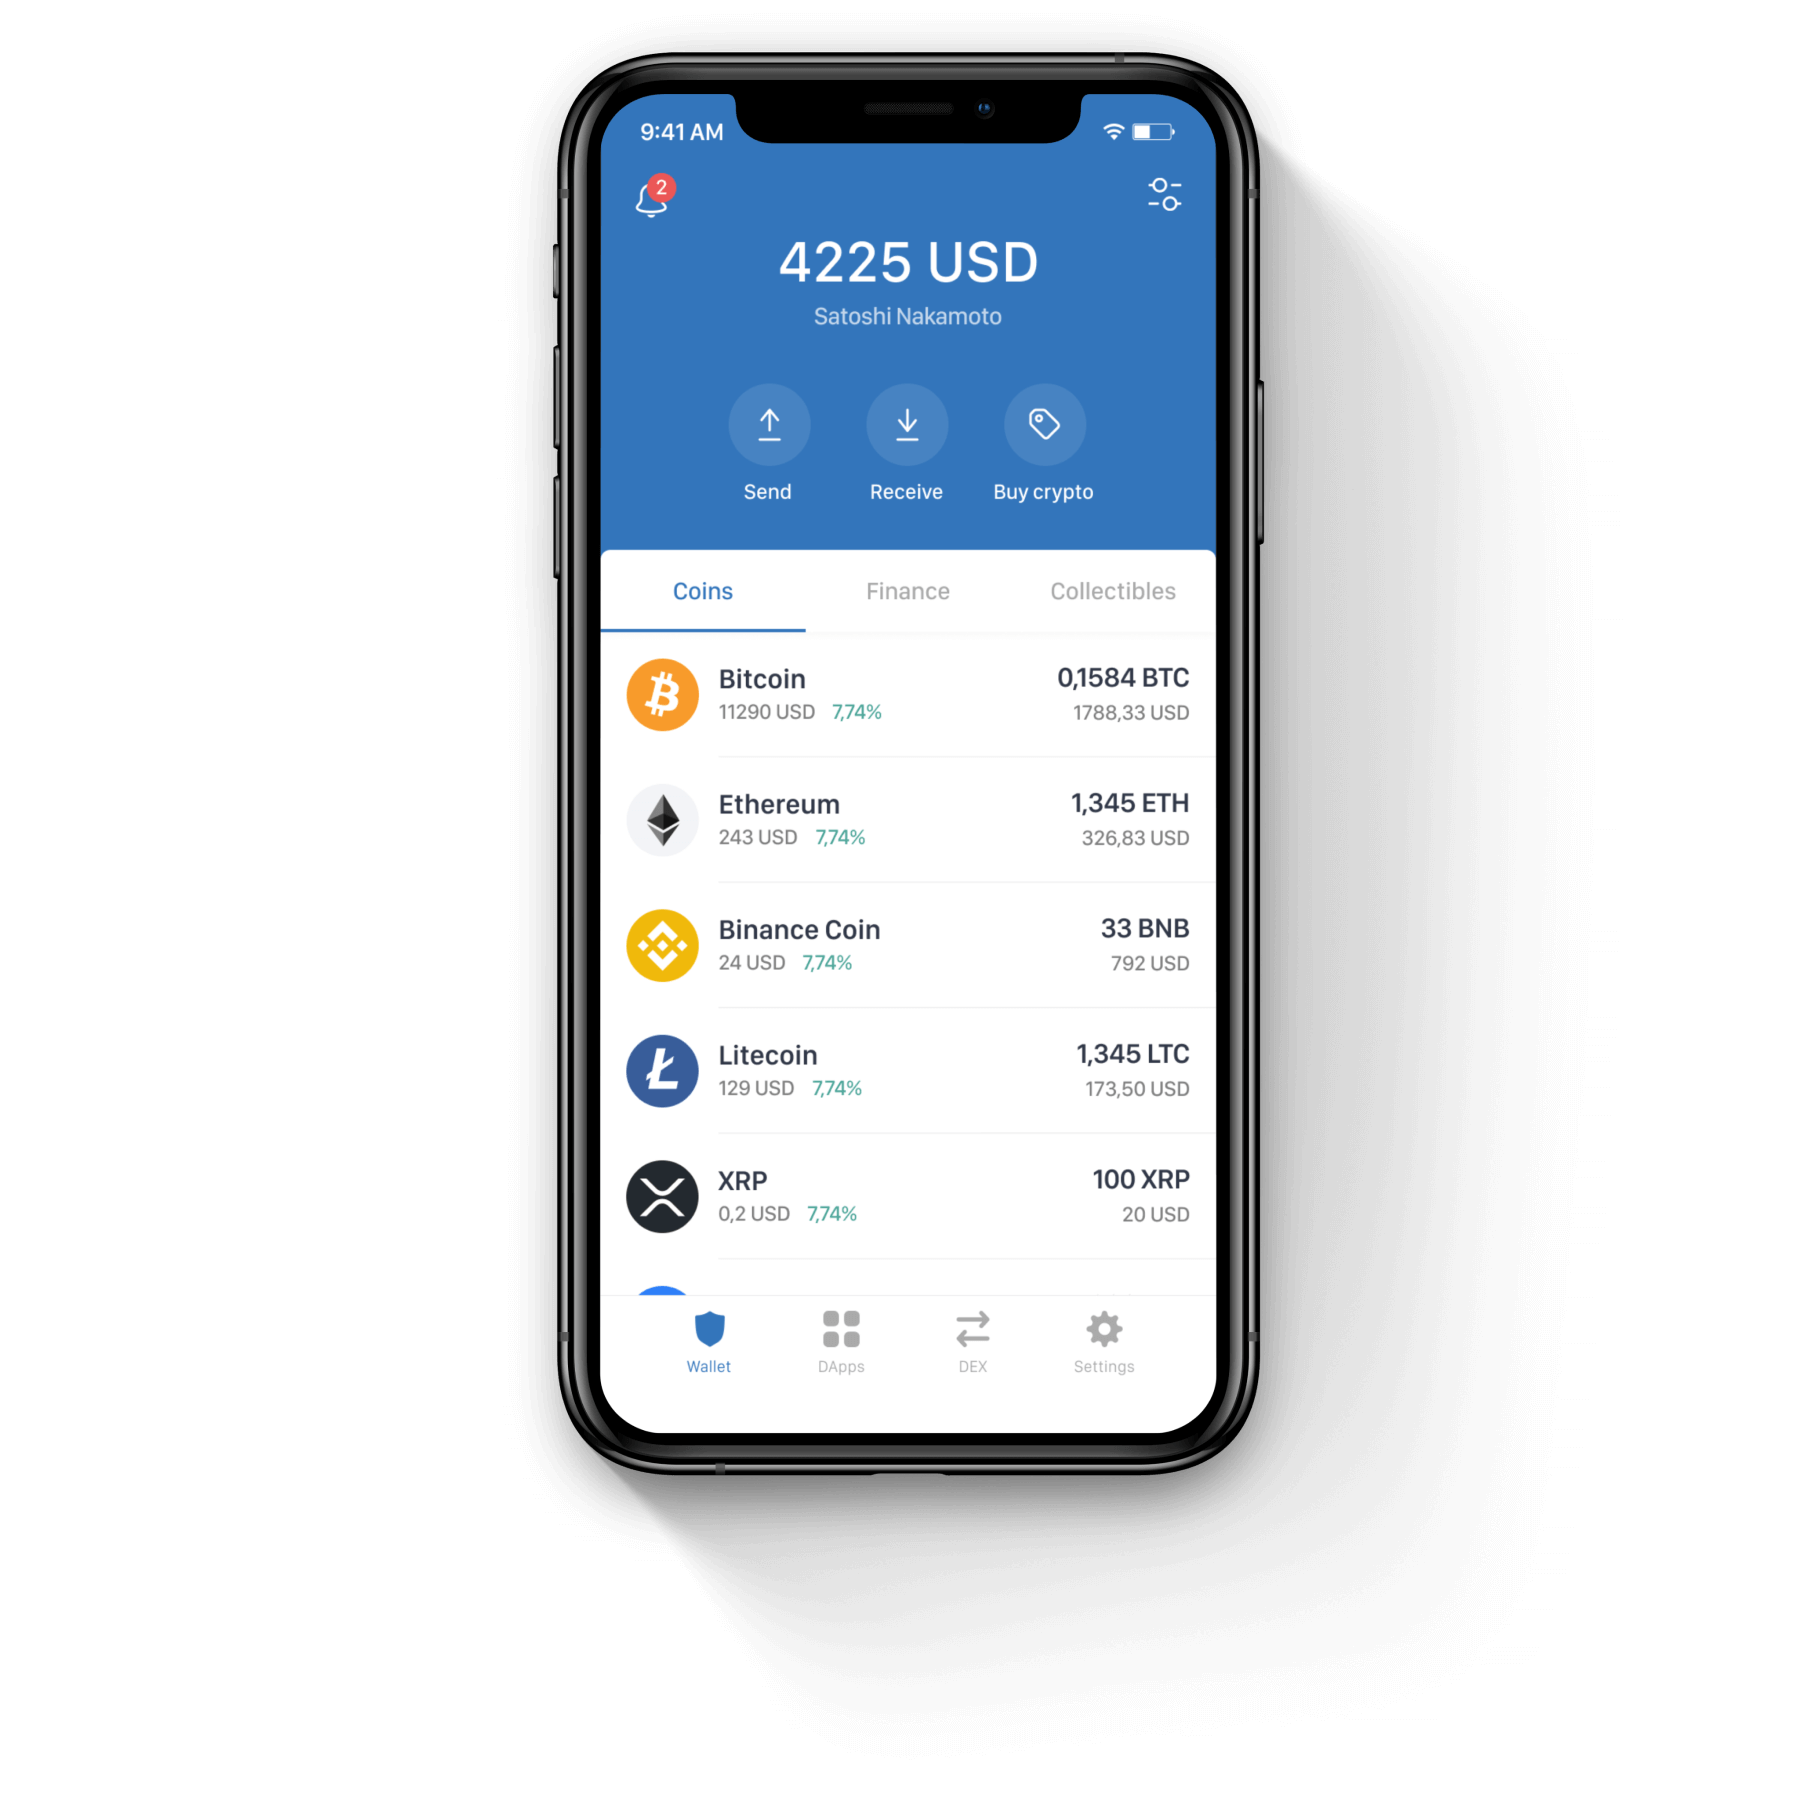 9:41 AM
2
4225 USD
Satoshi Nakamoto
Send Receive Buy crypto
Coins Finance Collectibles
Bitcoin 0,1584 BTC
11290 USD 7,74% 1788,33 USD
Ethereum 1,345 ETH
243 USD 7,74% 326,83 USD
Binance Coin 33 BNB
24 USD 7,74% 792 USD
Litecoin 1,345 LTC
129 USD 7,74% 173,50 USD
XRP 100 XRP
0,2 USD 7,74% 20 USD
Wallet DApps DEX Settings